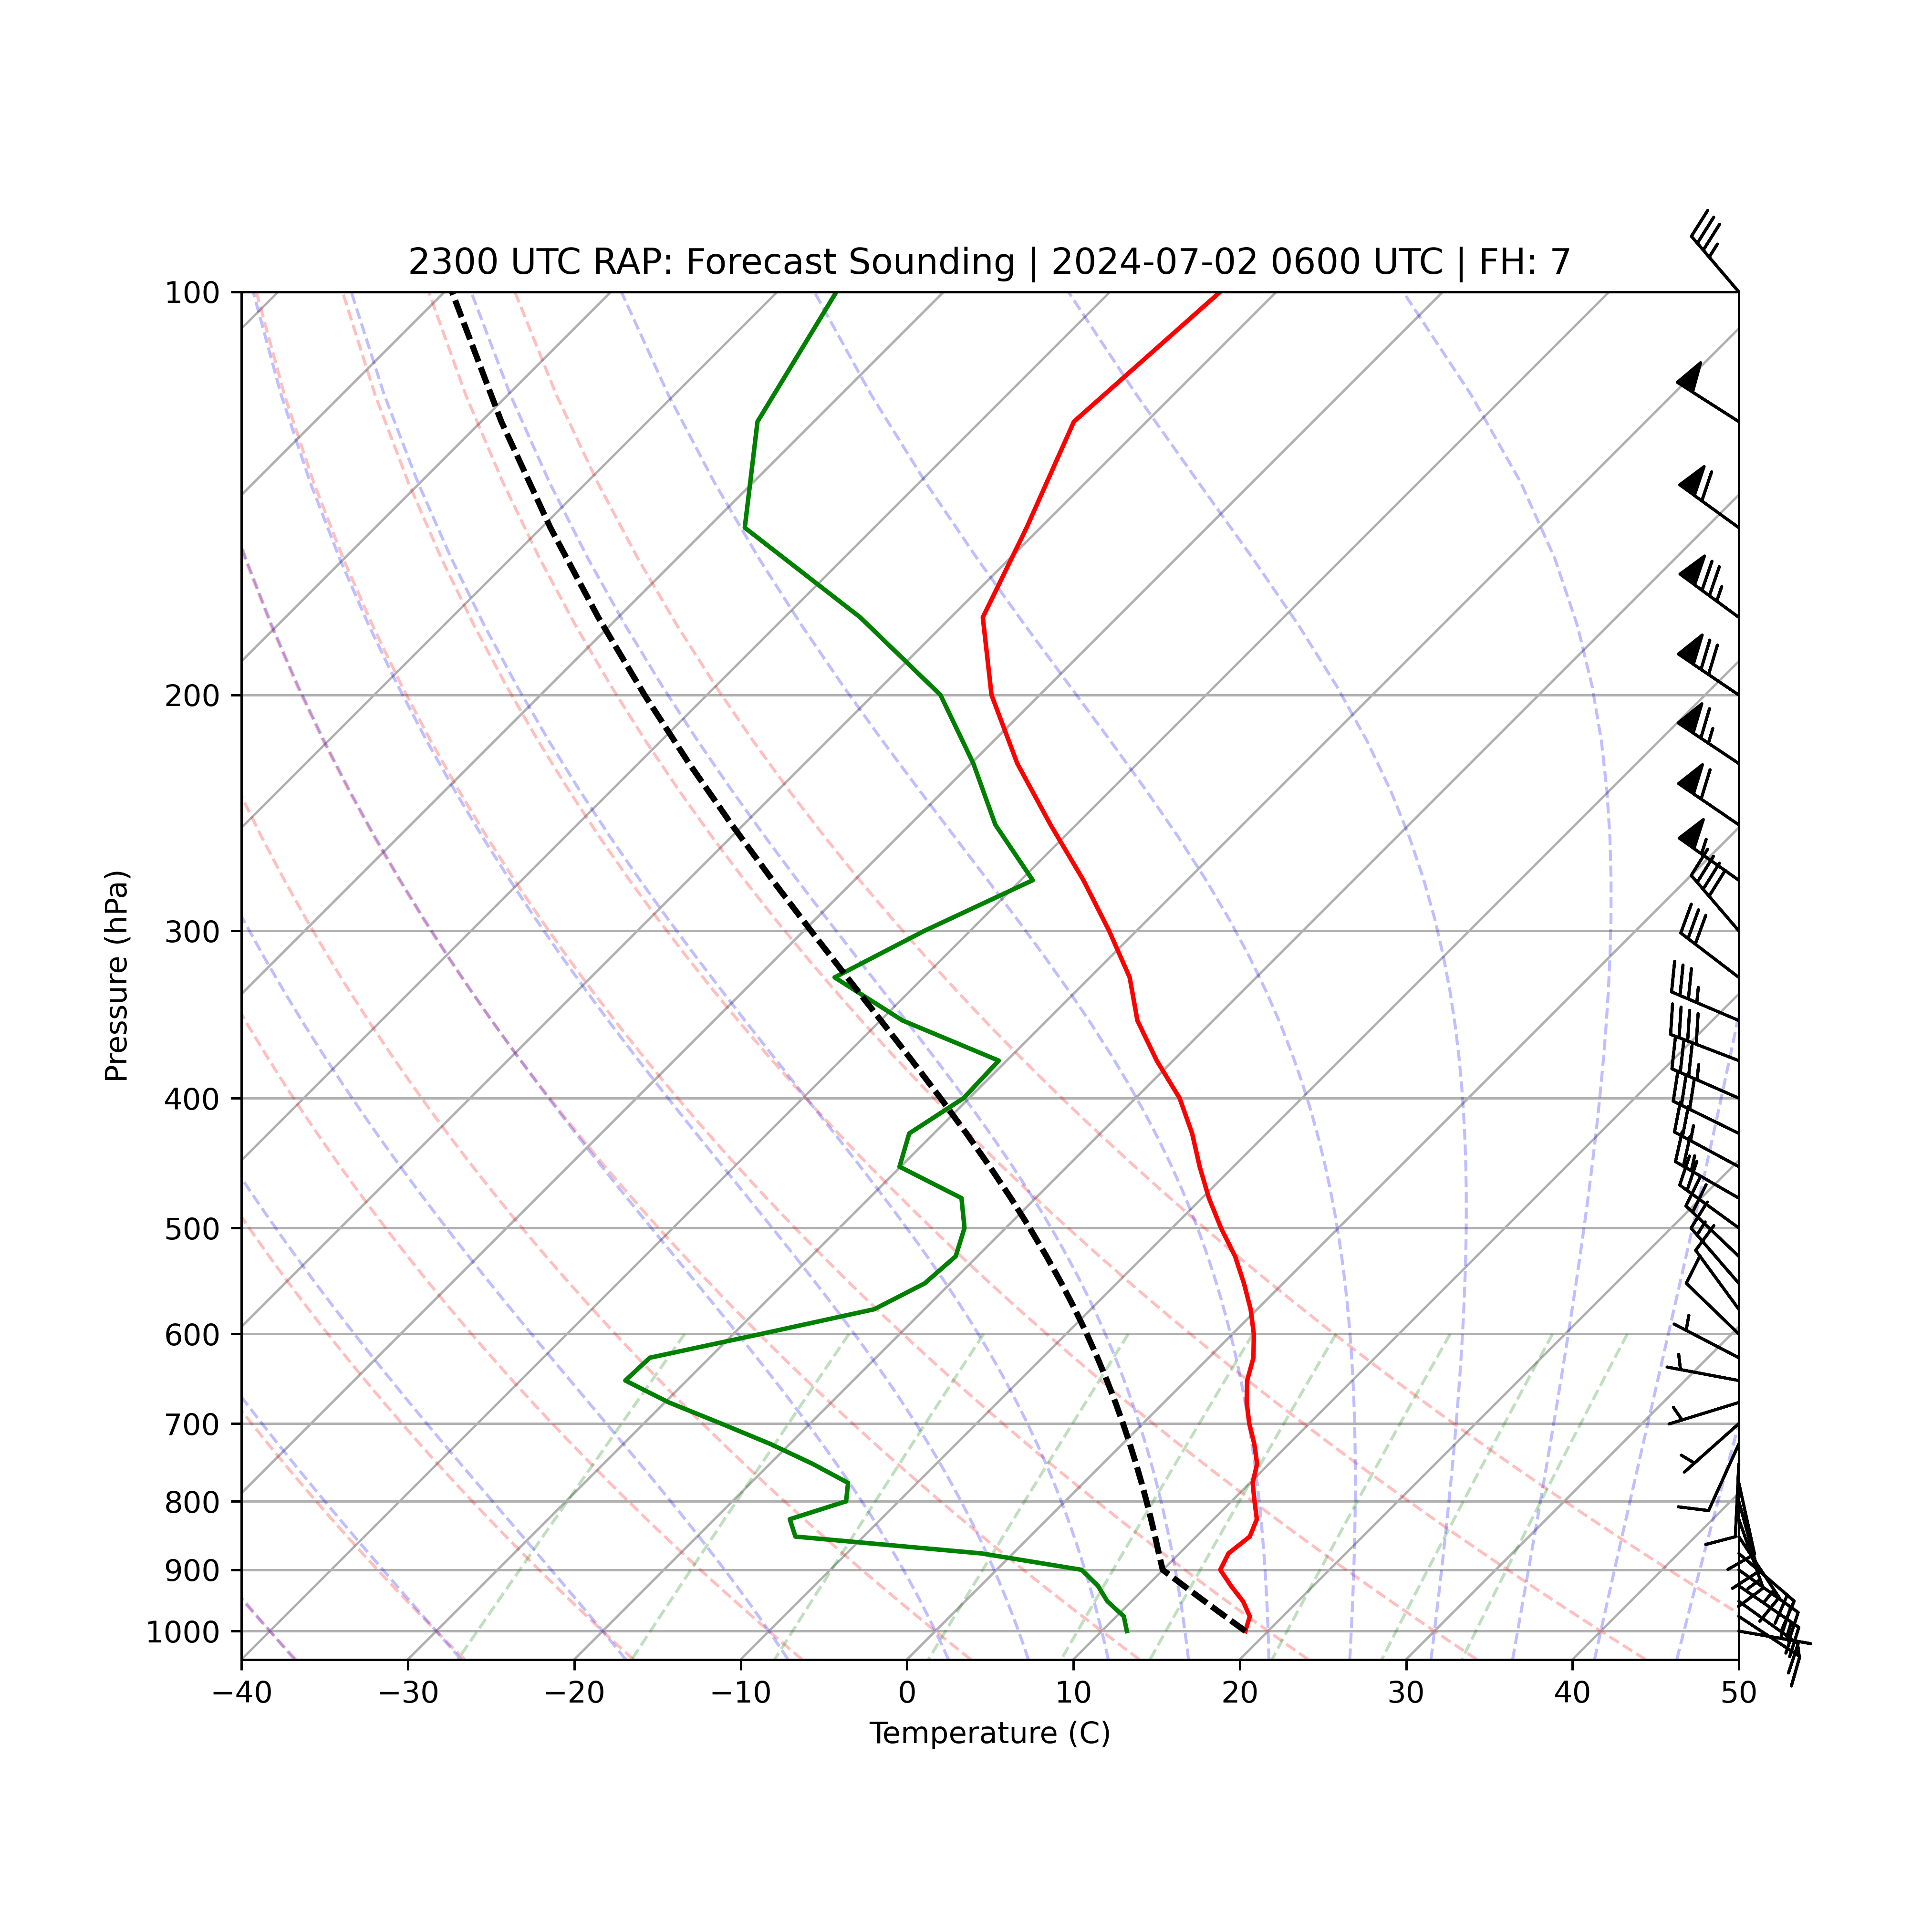 2300 UTC RAP: Forecast Sounding | 2024-07-02 0600 UTC | FH: 7
100
200
300
400
500
600
700
800
900
1000
Pressure (hPa)
−40 −30 −20 −10 0 10 20 30 40 50
Temperature (C)